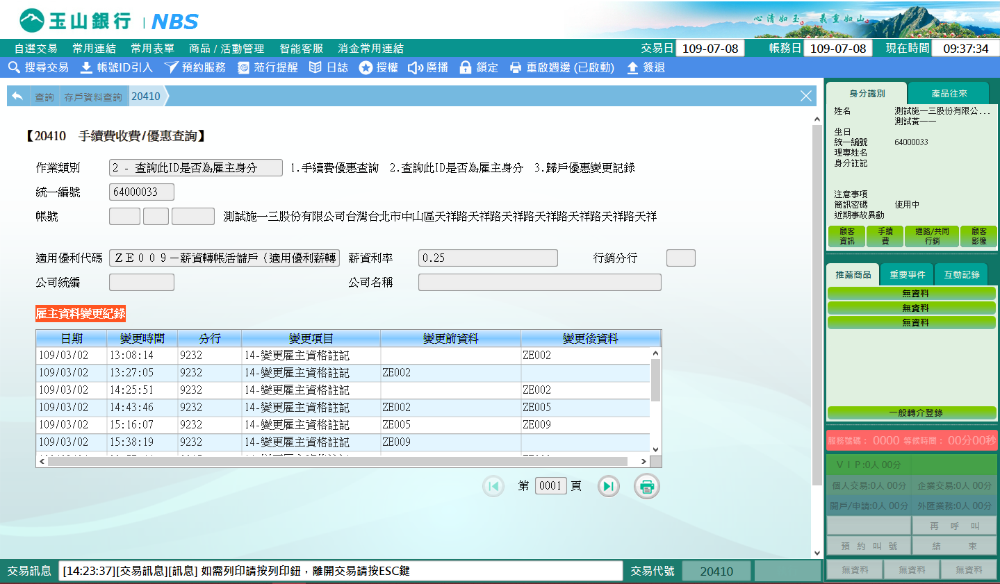 玉山銀行 | NBS
心清如玉 義重如山
自選交易 常用連結 常用表單 商品 / 活動管理 智能客服 消金常用連結 交易日 109-07-08 帳務日 109-07-08 現在時間 09:37:34
搜尋交易 帳號ID引入 預約服務 蒞行提醒 日誌 授權 廣播 鎖定 重啟週邊 (已啟動) 簽退
查詢 存戶資料查詢 20410
【20410 手續費收費/優惠查詢】
作業類別 2 - 查詢此ID是否為雇主身分 1.手續費優惠查詢 2.查詢此ID是否為雇主身分 3.歸戶優惠變更記錄
統一編號 64000033
帳號 測試施一三股份有限公司台灣台北市中山區天祥路天祥路天祥路天祥路天祥路天祥路天祥
適用優利代碼 ＺＥ００９－薪資轉帳活儲戶（適用優利薪轉 薪資利率 0.25 行銷分行
公司統編 公司名稱
雇主資料變更紀錄
日期 變更時間 分行 變更項目 變更前資料 變更後資料
109/03/02 13:08:14 9232 14-變更雇主資格註記 ZE002
109/03/02 13:27:05 9232 14-變更雇主資格註記 ZE002
109/03/02 14:25:51 9232 14-變更雇主資格註記 ZE002
109/03/02 14:43:46 9232 14-變更雇主資格註記 ZE002 ZE005
109/03/02 15:16:07 9232 14-變更雇主資格註記 ZE005 ZE009
109/03/02 15:38:19 9232 14-變更雇主資格註記 ZE009
第 0001 頁
交易訊息 [14:23:37][交易訊息][訊息] 如需列印請按列印鈕，離開交易請按ESC鍵 交易代號 20410
身分識別 產品往來
姓名 測試施一三股份有限公...
測試黃一一
生日
統一編號 64000033
理專姓名
身分註記
注意事項
簡訊密碼 使用中
近期事故異動
顧客資訊 手續費 通路/共同行銷 顧客影像
推薦商品 重要事件 互動記錄
無資料
無資料
無資料
一般轉介登錄
服務號碼： 0000 等候時間： 00分00秒
ＶＩＰ:0人 00分
個人交易:0人 00分 企業交易:0人 00分
開戶/申請:0人 00分 外匯業務:0人 00分
再 呼 叫
預 約 叫 號 結 束
無資料 無資料 無資料